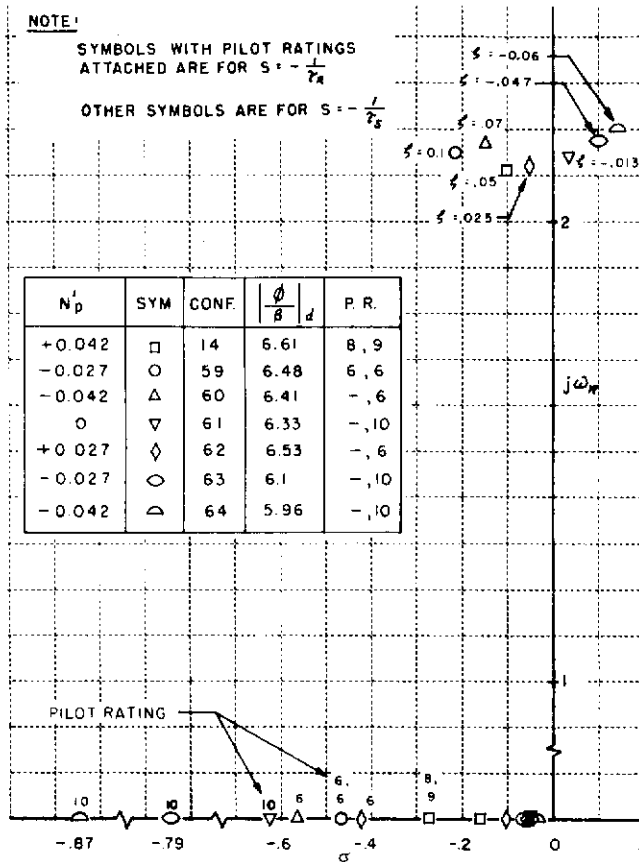 NOTE:
SYMBOLS WITH PILOT RATINGS
ATTACHED ARE FOR S = - 1/τR
OTHER SYMBOLS ARE FOR S = - 1/τS
ζ = -0.06
ζ = -.047
ζ = .07
ζ = 0.1
ζ = -.013
ζ = .05
ζ = .025
2
N'p SYM CONF. |ϕ/β|d P. R.
+0.042 □ 14 6.61 8, 9
-0.027 ○ 59 6.48 6, 6
-0.042 △ 60 6.41 -, 6
0 ▽ 61 6.33 -, 10
+0.027 ◊ 62 6.53 -, 6
-0.027 63 6.1 -, 10
-0.042 64 5.96 -, 10
jω
1
PILOT RATING
6, 8,
10 10 10 6 6 6 9
-.87 -.79 -.6 -.4 -.2 0
σ